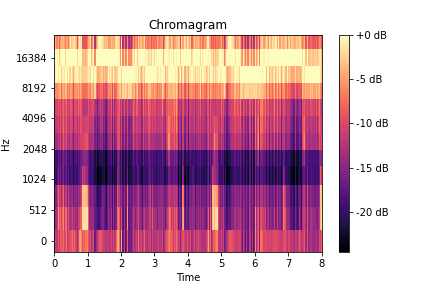 Chromagram
16384
8192
4096
2048
1024
512
0
Hz
0 1 2 3 4 5 6 7 8
Time
+0 dB
-5 dB
-10 dB
-15 dB
-20 dB